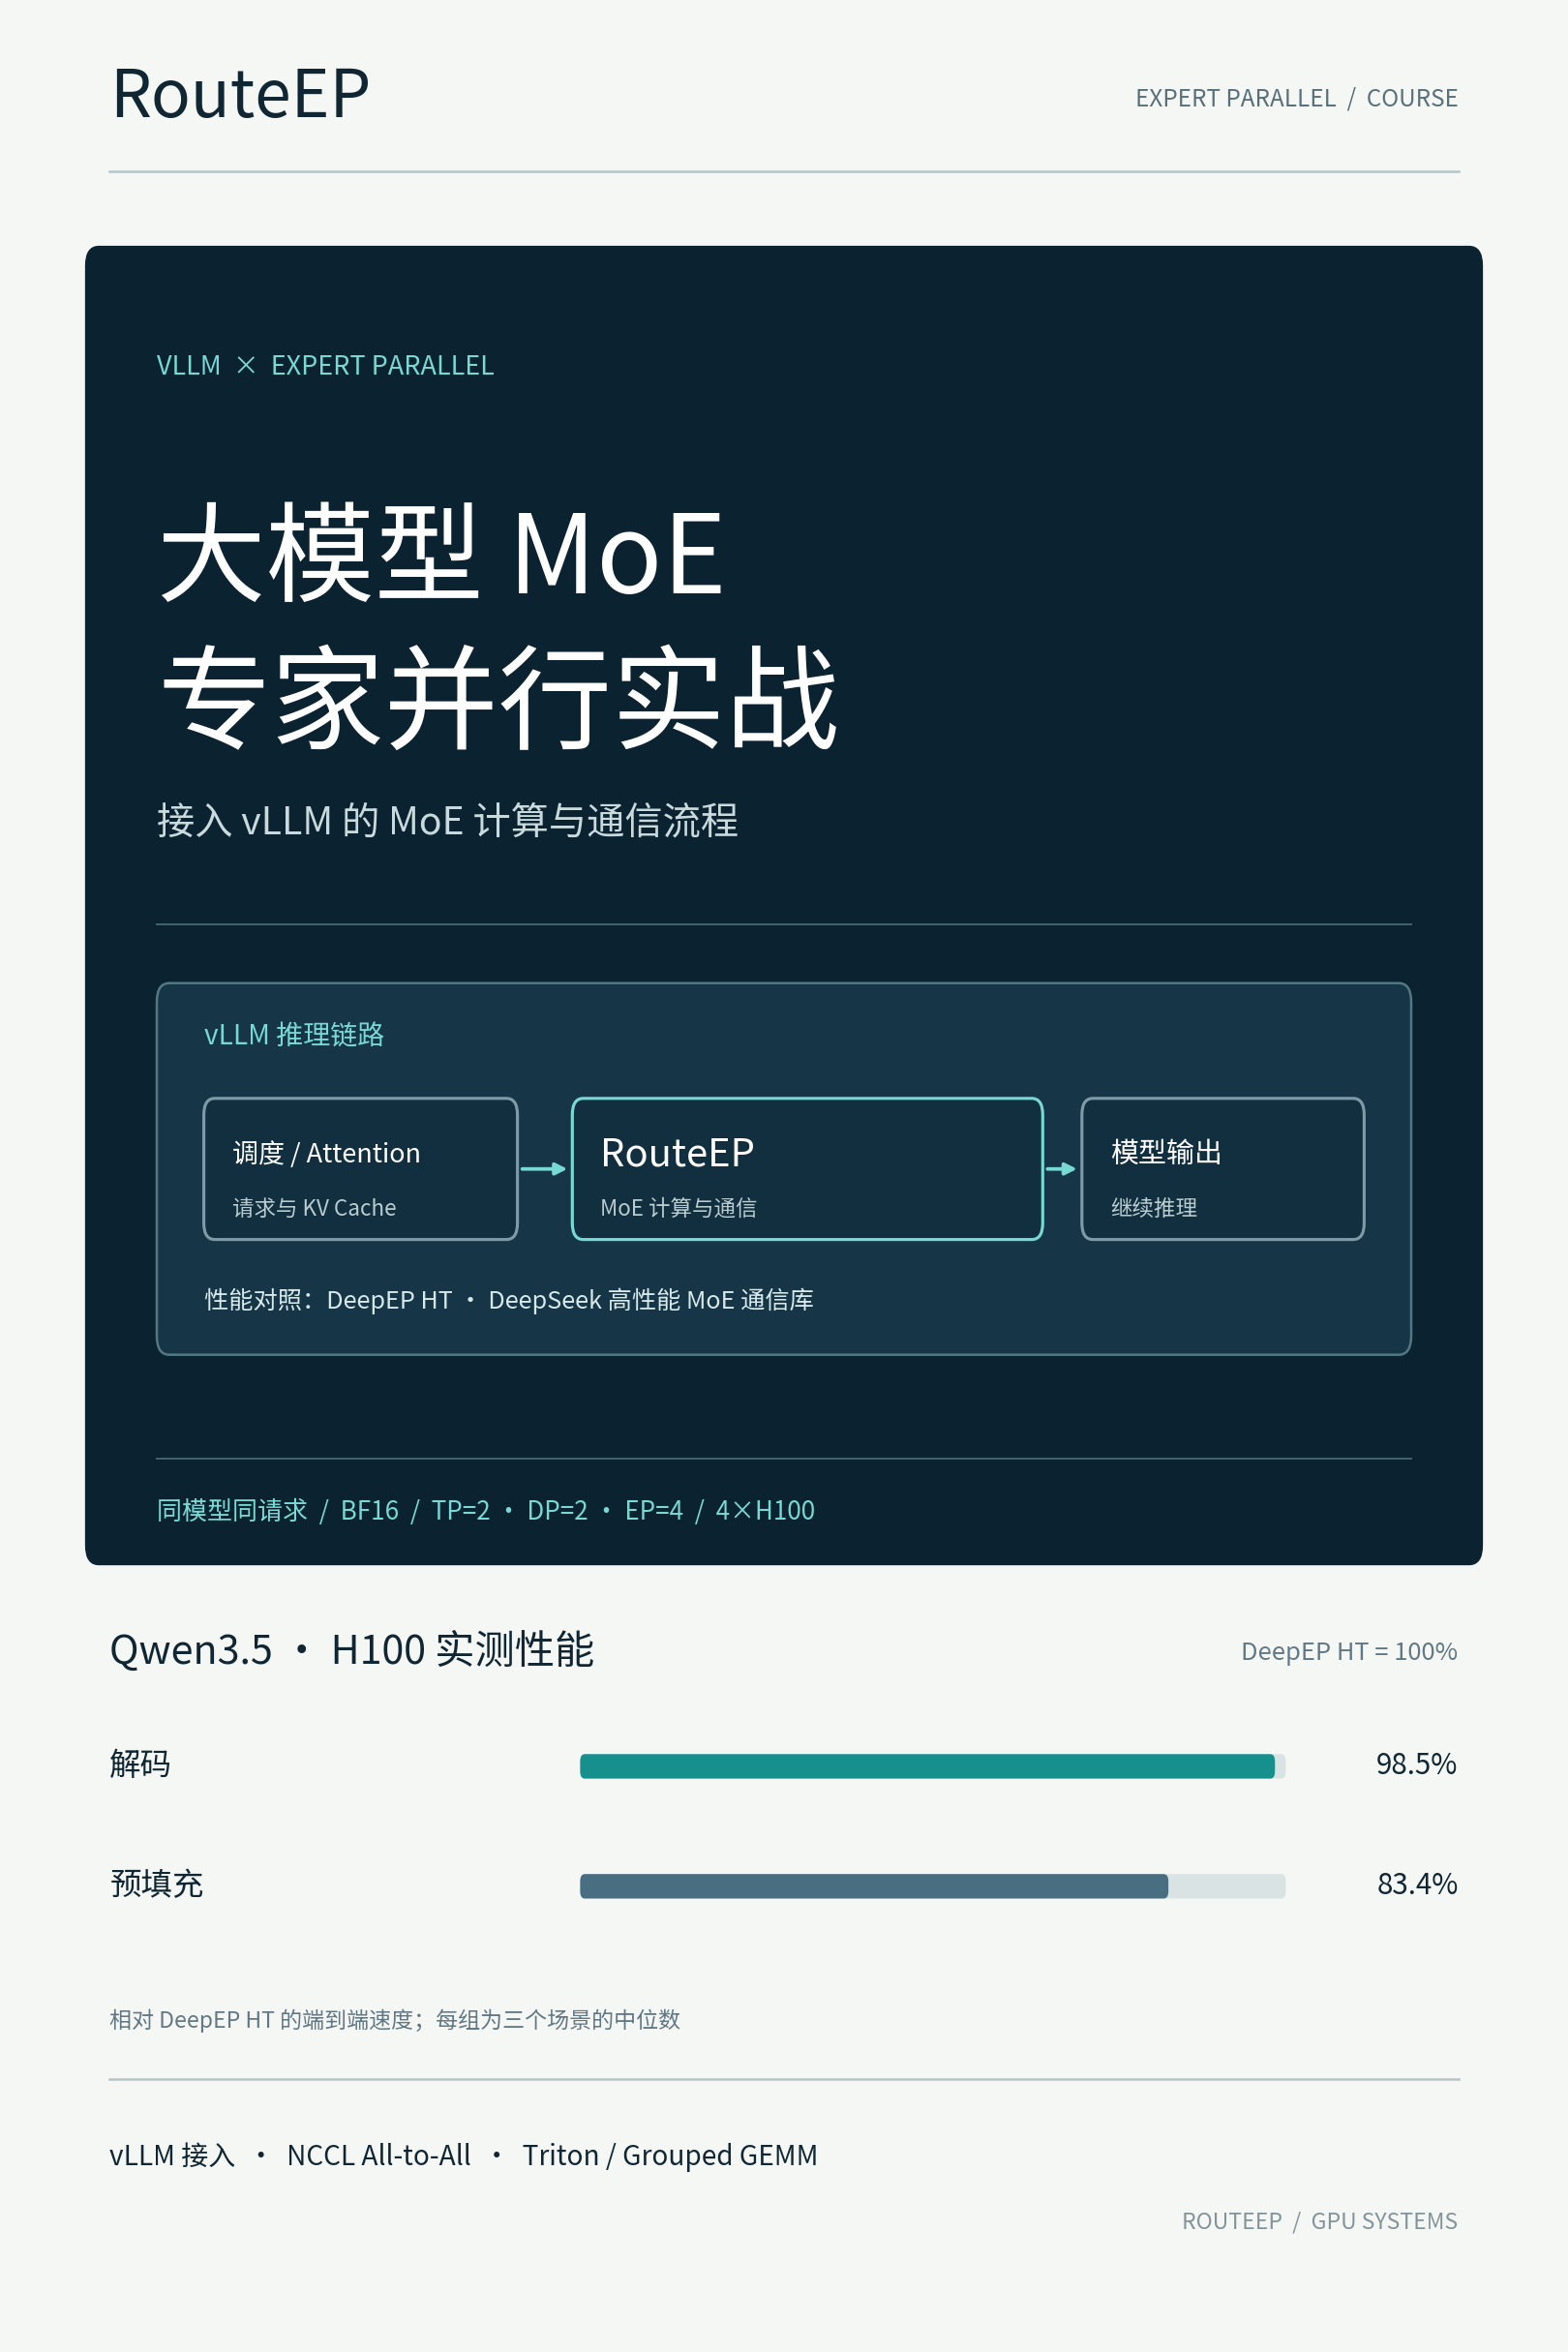 RouteEP
EXPERT PARALLEL / COURSE
VLLM × EXPERT PARALLEL
大模型 MoE
专家并行实战
接入 vLLM 的 MoE 计算与通信流程
vLLM 推理链路
调度 / Attention
请求与 KV Cache
RouteEP
MoE 计算与通信
模型输出
继续推理
性能对照：DeepEP HT · DeepSeek 高性能 MoE 通信库
同模型同请求 / BF16 / TP=2 · DP=2 · EP=4 / 4×H100
Qwen3.5 · H100 实测性能
DeepEP HT = 100%
解码
98.5%
预填充
83.4%
相对 DeepEP HT 的端到端速度；每组为三个场景的中位数
vLLM 接入 · NCCL All-to-All · Triton / Grouped GEMM
ROUTEEP / GPU SYSTEMS